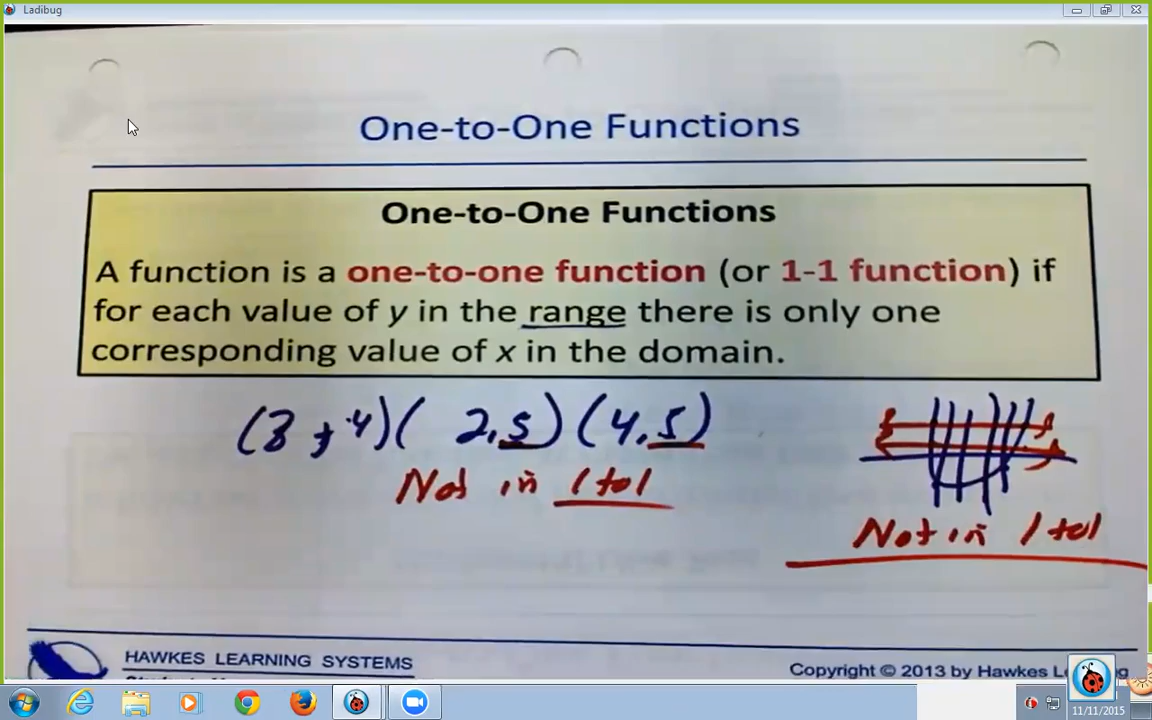 Ladibug
One-to-One Functions
One-to-One Functions
A function is a one-to-one function (or 1-1 function) if
for each value of y in the range there is only one
corresponding value of x in the domain.
(3, 4) (2, 5) (4, 5)
Not in 1 to 1
Not in 1 to 1
HAWKES LEARNING SYSTEMS
Copyright © 2013 by Hawkes
11/11/2015